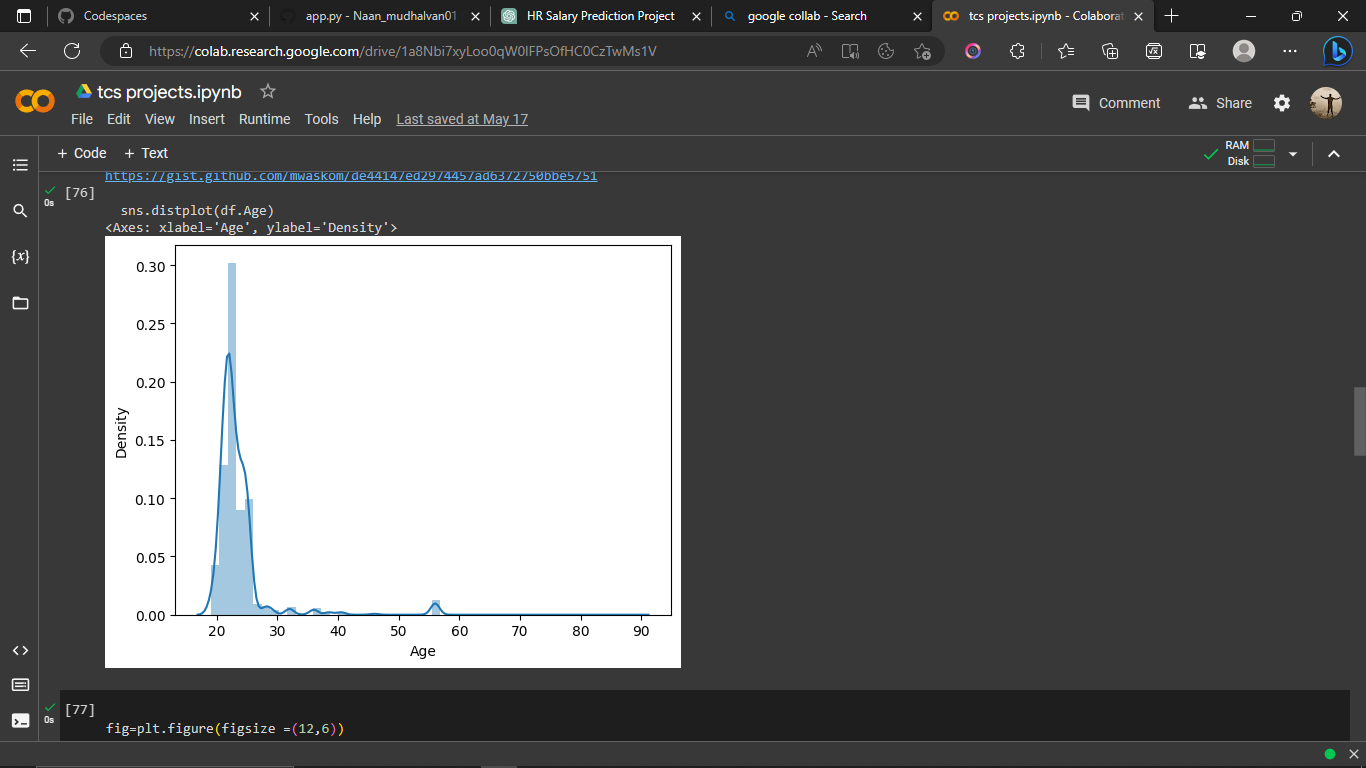 Codespaces
app.py - Naan_mudhalvan01
HR Salary Prediction Project
google collab - Search
tcs projects.ipynb - Colaborat
https://colab.research.google.com/drive/1a8Nbi7xyLoo0qW0IFPsOfHC0CzTwMs1V
tcs projects.ipynb
Comment
Share
File Edit View Insert Runtime Tools Help Last saved at May 17
+ Code + Text
RAM
Disk
https://gist.github.com/mwaskom/de44147ed2974457ad6372750bbe5751
[76]
0s
sns.distplot(df.Age)
<Axes: xlabel='Age', ylabel='Density'>
{x}
0.30
0.25
0.20
0.15
0.10
0.05
0.00
Density
20 30 40 50 60 70 80 90
Age
[77]
0s
fig=plt.figure(figsize =(12,6))